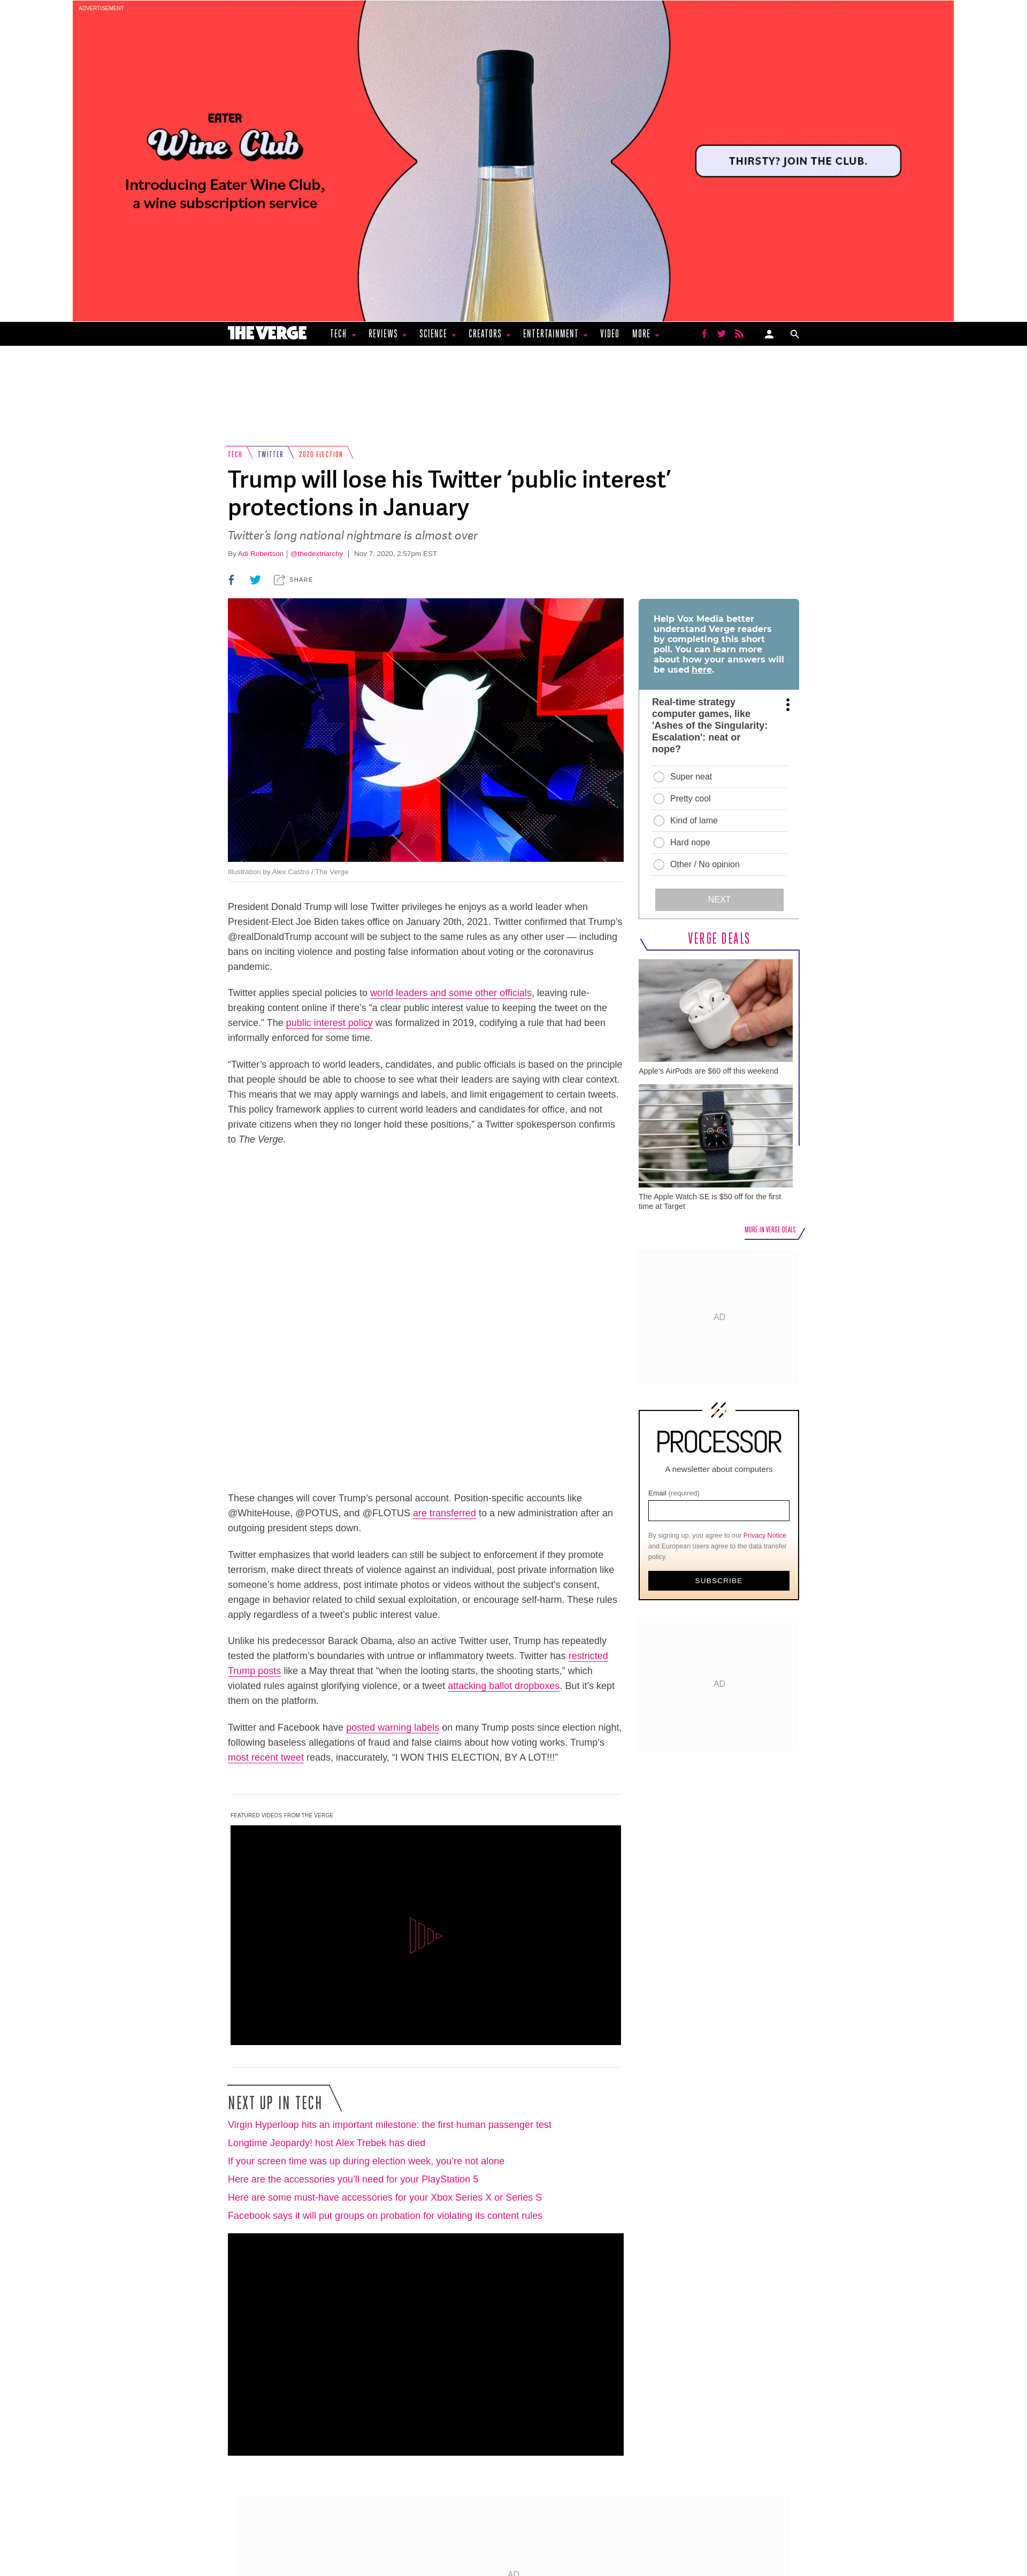 ADVERTISEMENT
EATER
Wine Club
Introducing Eater Wine Club,
a wine subscription service
THIRSTY? JOIN THE CLUB.
THE VERGE
TECH
REVIEWS
SCIENCE
CREATORS
ENTERTAINMENT
VIDEO
MORE
TECH
TWITTER
2020 ELECTION
Trump will lose his Twitter ‘public interest’
protections in January
Twitter’s long national nightmare is almost over
By Adi Robertson | @thedextriarchy | Nov 7, 2020, 2:57pm EST
SHARE
Illustration by Alex Castro / The Verge
President Donald Trump will lose Twitter privileges he enjoys as a world leader when
President-Elect Joe Biden takes office on January 20th, 2021. Twitter confirmed that Trump’s
@realDonaldTrump account will be subject to the same rules as any other user — including
bans on inciting violence and posting false information about voting or the coronavirus
pandemic.
Twitter applies special policies to world leaders and some other officials, leaving rule-
breaking content online if there’s “a clear public interest value to keeping the tweet on the
service.” The public interest policy was formalized in 2019, codifying a rule that had been
informally enforced for some time.
“Twitter’s approach to world leaders, candidates, and public officials is based on the principle
that people should be able to choose to see what their leaders are saying with clear context.
This means that we may apply warnings and labels, and limit engagement to certain tweets.
This policy framework applies to current world leaders and candidates for office, and not
private citizens when they no longer hold these positions,” a Twitter spokesperson confirms
to The Verge.
These changes will cover Trump’s personal account. Position-specific accounts like
@WhiteHouse, @POTUS, and @FLOTUS are transferred to a new administration after an
outgoing president steps down.
Twitter emphasizes that world leaders can still be subject to enforcement if they promote
terrorism, make direct threats of violence against an individual, post private information like
someone’s home address, post intimate photos or videos without the subject’s consent,
engage in behavior related to child sexual exploitation, or encourage self-harm. These rules
apply regardless of a tweet’s public interest value.
Unlike his predecessor Barack Obama, also an active Twitter user, Trump has repeatedly
tested the platform’s boundaries with untrue or inflammatory tweets. Twitter has restricted
Trump posts like a May threat that “when the looting starts, the shooting starts,” which
violated rules against glorifying violence, or a tweet attacking ballot dropboxes. But it’s kept
them on the platform.
Twitter and Facebook have posted warning labels on many Trump posts since election night,
following baseless allegations of fraud and false claims about how voting works. Trump’s
most recent tweet reads, inaccurately, “I WON THIS ELECTION, BY A LOT!!!”
FEATURED VIDEOS FROM THE VERGE
NEXT UP IN TECH
Virgin Hyperloop hits an important milestone: the first human passenger test
Longtime Jeopardy! host Alex Trebek has died
If your screen time was up during election week, you’re not alone
Here are the accessories you’ll need for your PlayStation 5
Here are some must-have accessories for your Xbox Series X or Series S
Facebook says it will put groups on probation for violating its content rules
Help Vox Media better
understand Verge readers
by completing this short
poll. You can learn more
about how your answers will
be used here.
Real-time strategy
computer games, like
'Ashes of the Singularity:
Escalation': neat or
nope?
Super neat
Pretty cool
Kind of lame
Hard nope
Other / No opinion
NEXT
VERGE DEALS
Apple’s AirPods are $60 off this weekend
The Apple Watch SE is $50 off for the first
time at Target
MORE IN VERGE DEALS
AD
PROCESSOR
A newsletter about computers
Email (required)
By signing up, you agree to our Privacy Notice
and European users agree to the data transfer
policy.
SUBSCRIBE
AD
AD